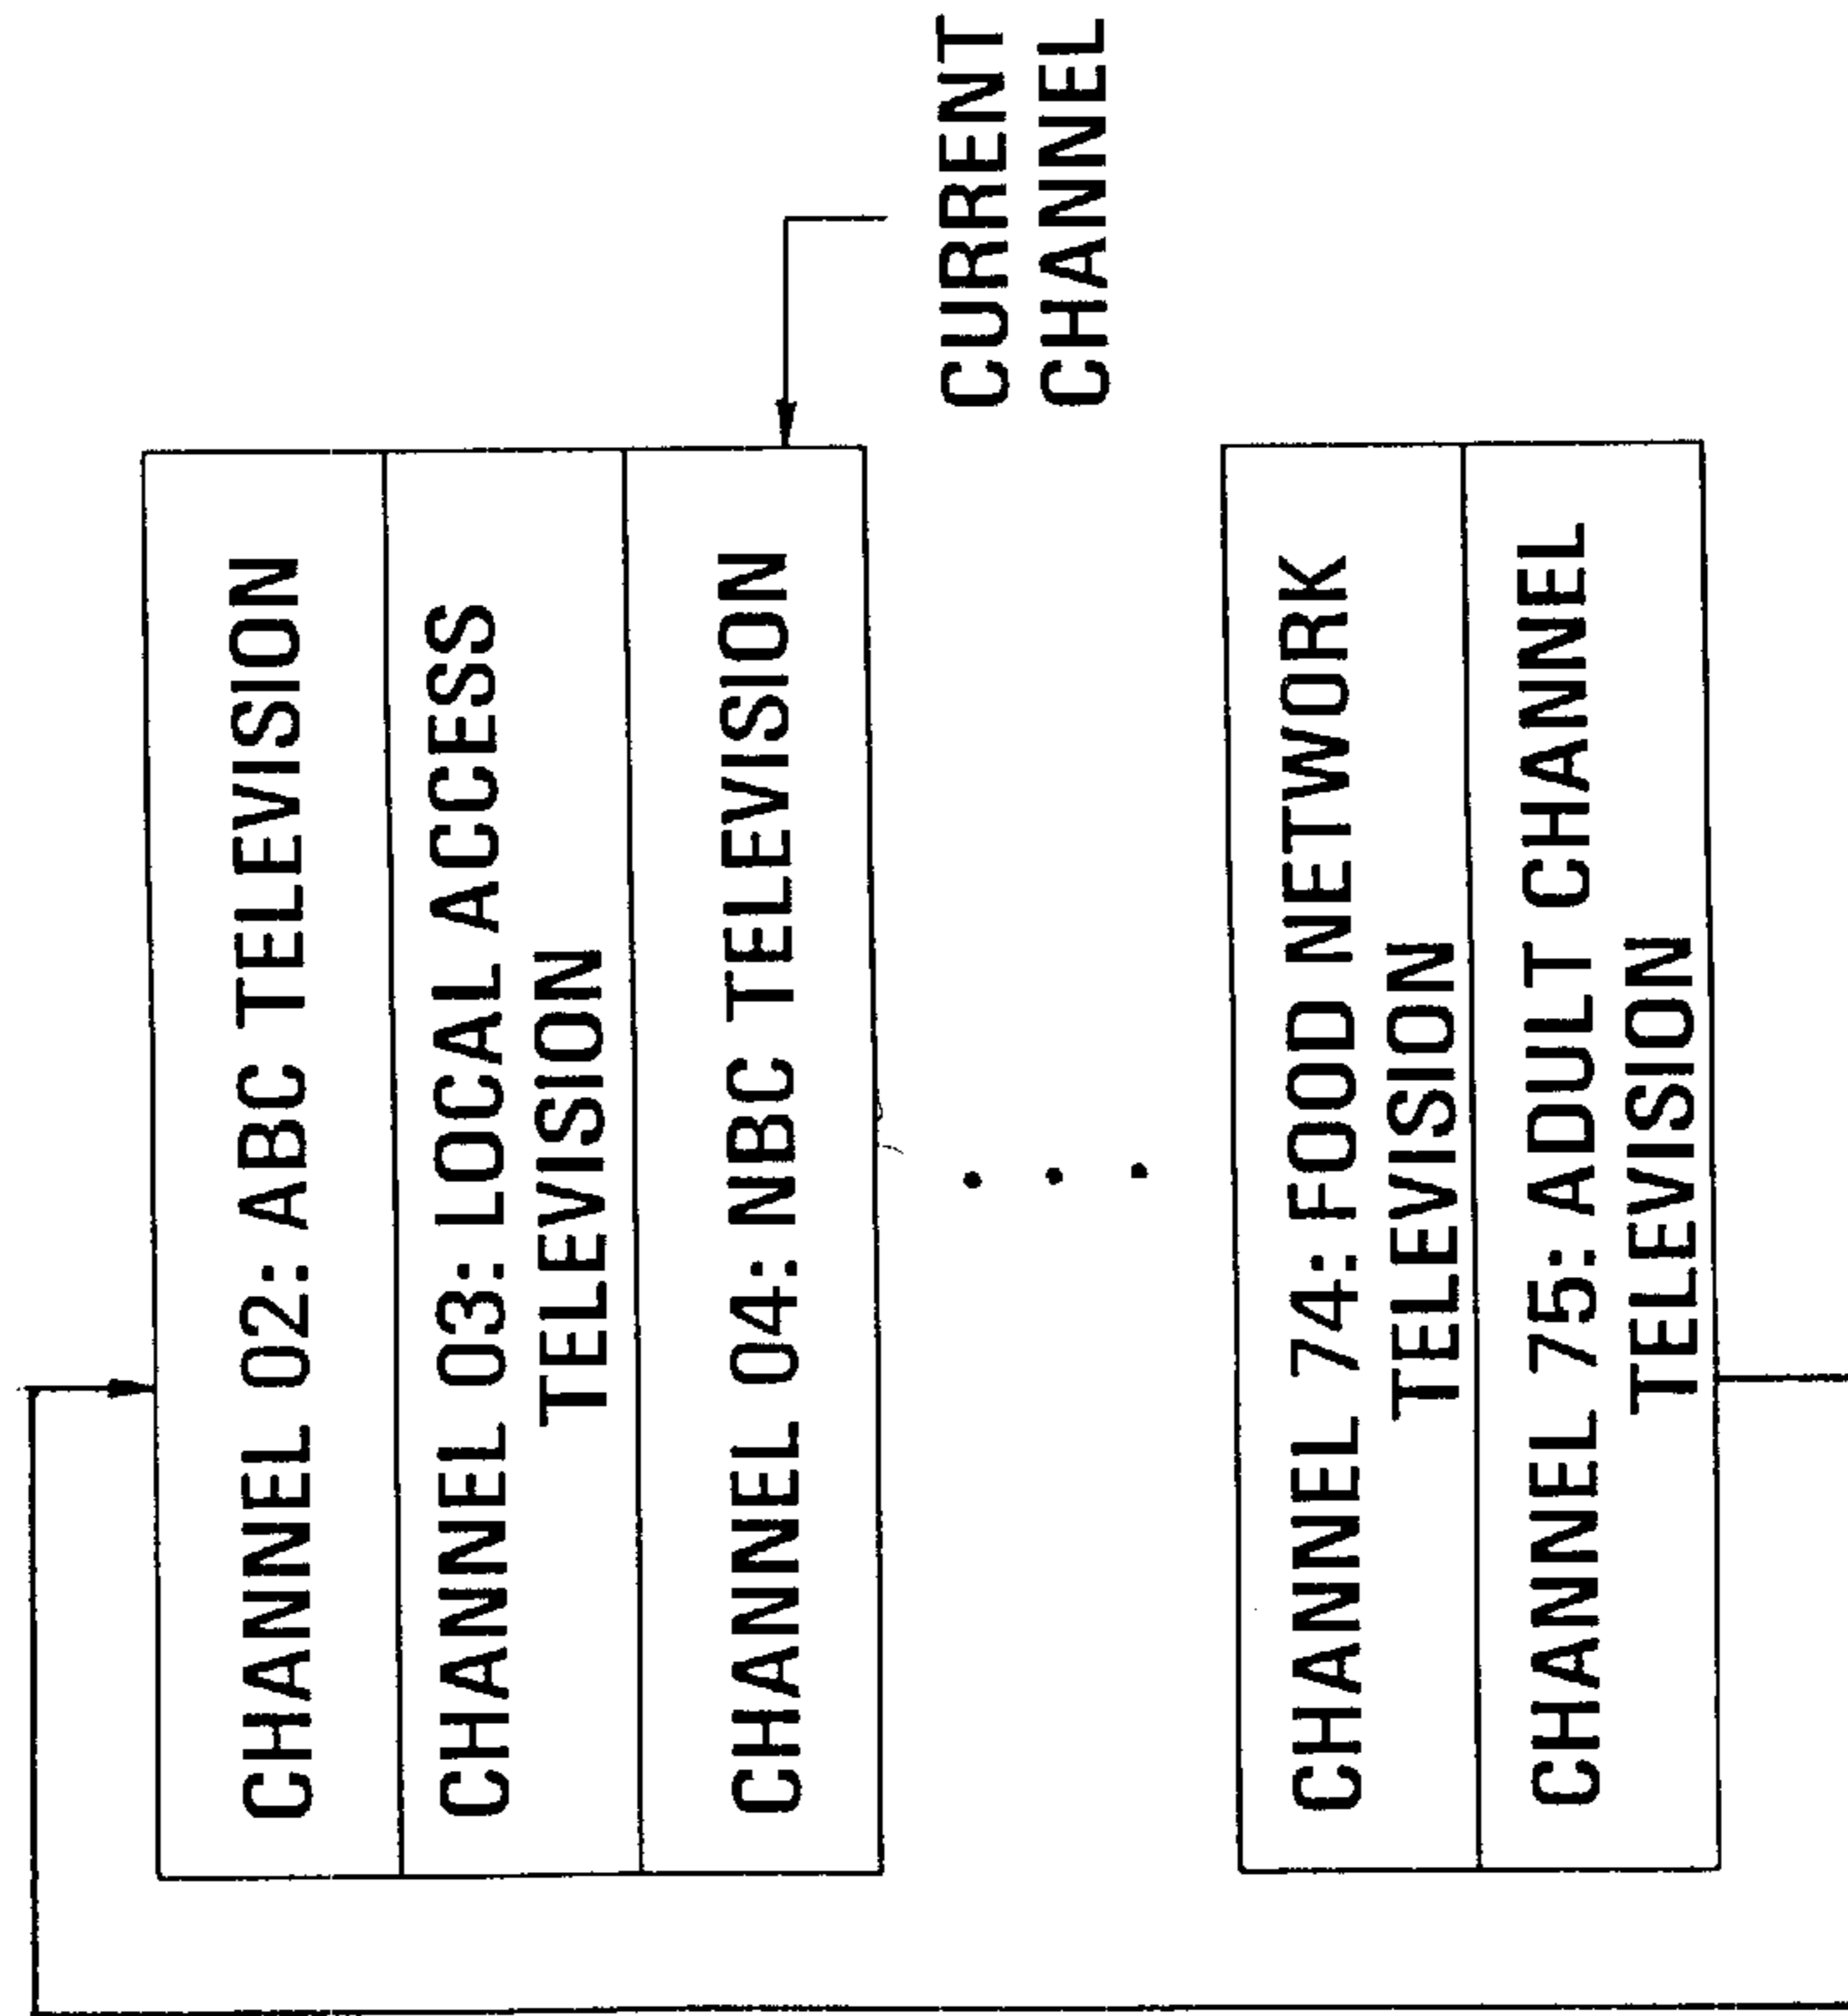 CHANNEL 02: ABC TELEVISION
CHANNEL 03: LOCAL ACCESS
TELEVISION
CHANNEL 04: NBC TELEVISION
CURRENT
CHANNEL
CHANNEL 74: FOOD NETWORK
TELEVISION
CHANNEL 75: ADULT CHANNEL
TELEVISION